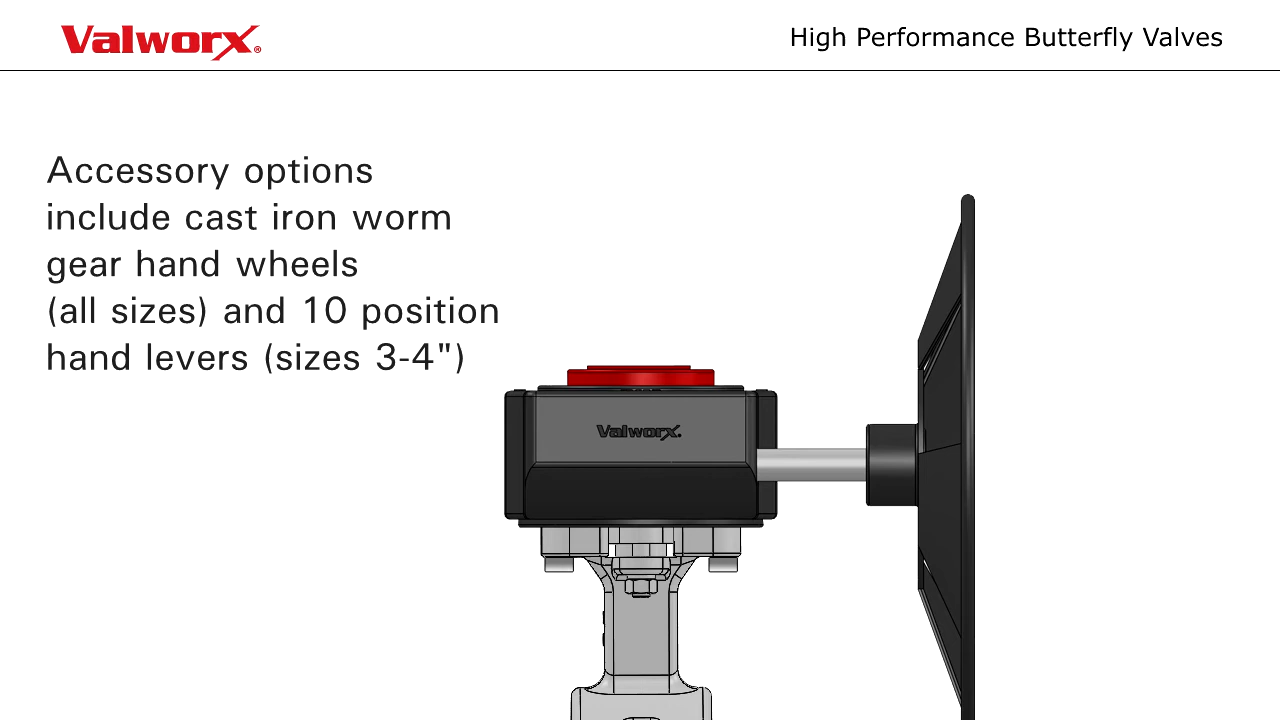 Valworx®
High Performance Butterfly Valves
Accessory options
include cast iron worm
gear hand wheels
(all sizes) and 10 position
hand levers (sizes 3-4")
Valworx.